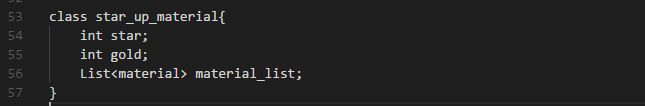 53 class star_up_material{
54     int star;
55     int gold;
56     List<material> material_list;
57 }